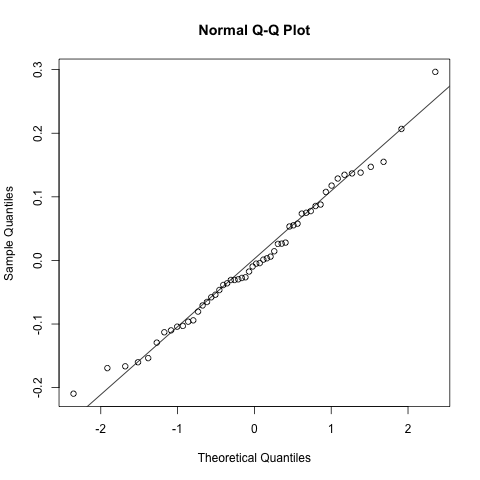 Normal Q-Q Plot
0.3
0.2
0.1
0.0
-0.1
-0.2
Sample Quantiles
-2 -1 0 1 2
Theoretical Quantiles